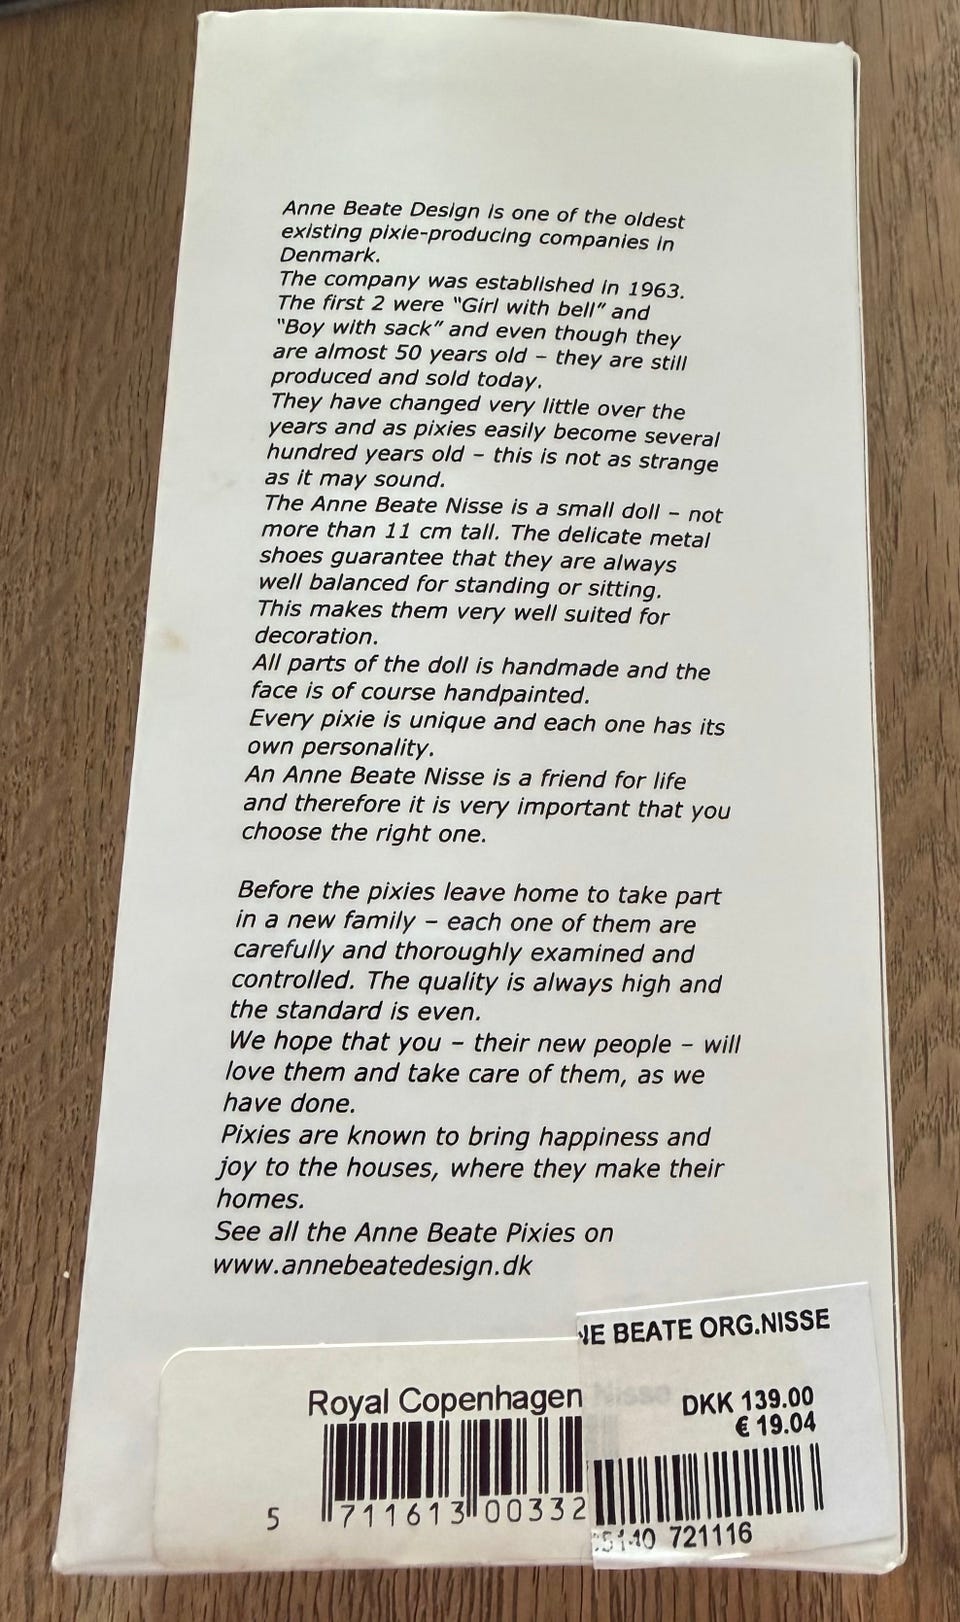 Anne Beate Design is one of the oldest
existing pixie-producing companies in
Denmark.
The company was established in 1963.
The first 2 were "Girl with bell" and
"Boy with sack" and even though they
are almost 50 years old – they are still
produced and sold today.
They have changed very little over the
years and as pixies easily become several
hundred years old – this is not as strange
as it may sound.
The Anne Beate Nisse is a small doll – not
more than 11 cm tall. The delicate metal
shoes guarantee that they are always
well balanced for standing or sitting.
This makes them very well suited for
decoration.
All parts of the doll is handmade and the
face is of course handpainted.
Every pixie is unique and each one has its
own personality.
An Anne Beate Nisse is a friend for life
and therefore it is very important that you
choose the right one.
Before the pixies leave home to take part
in a new family – each one of them are
carefully and thoroughly examined and
controlled. The quality is always high and
the standard is even.
We hope that you – their new people – will
love them and take care of them, as we
have done.
Pixies are known to bring happiness and
joy to the houses, where they make their
homes.
See all the Anne Beate Pixies on
www.annebeatedesign.dk
Royal Copenhagen Nisse
5 711613 00332
NE BEATE ORG.NISSE
DKK 139.00
€ 19.04
721116